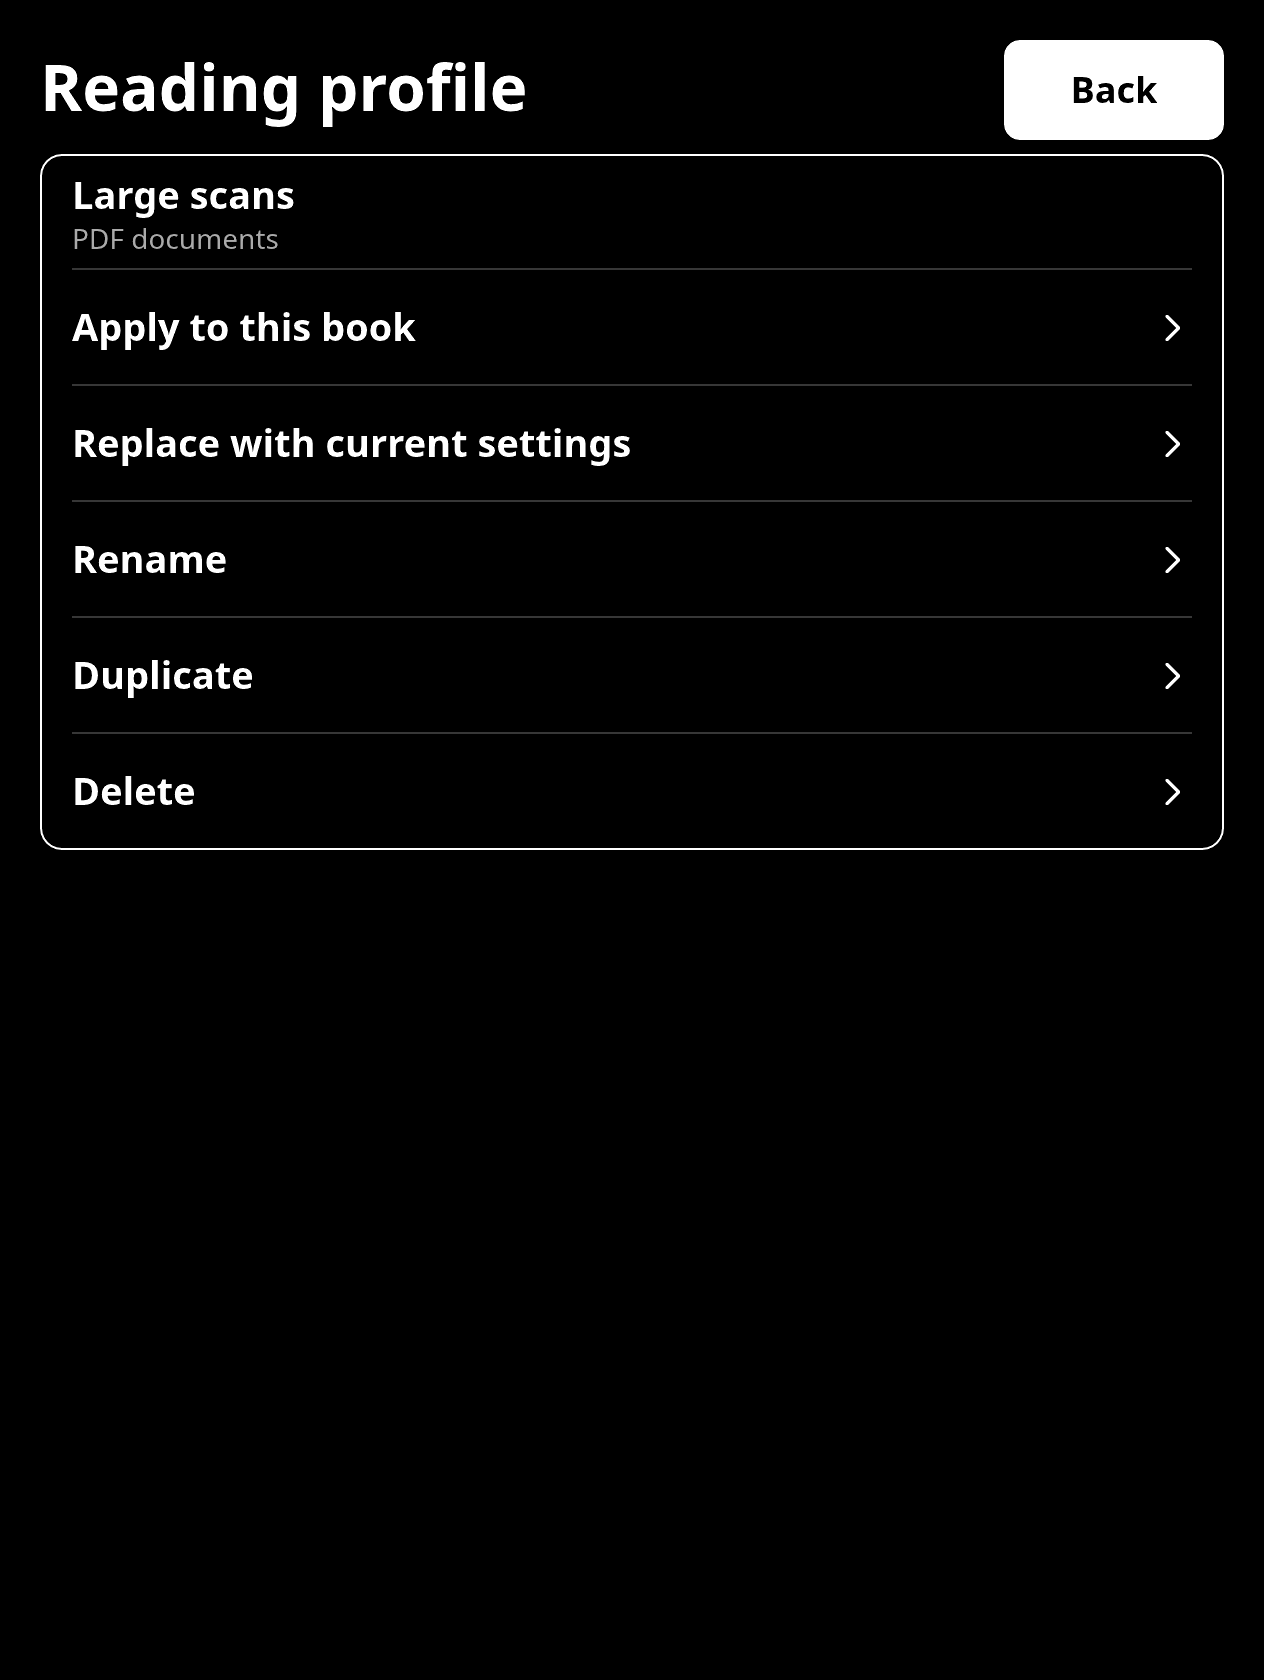 Reading profile
Back
Large scans
PDF documents
Apply to this book
Replace with current settings
Rename
Duplicate
Delete